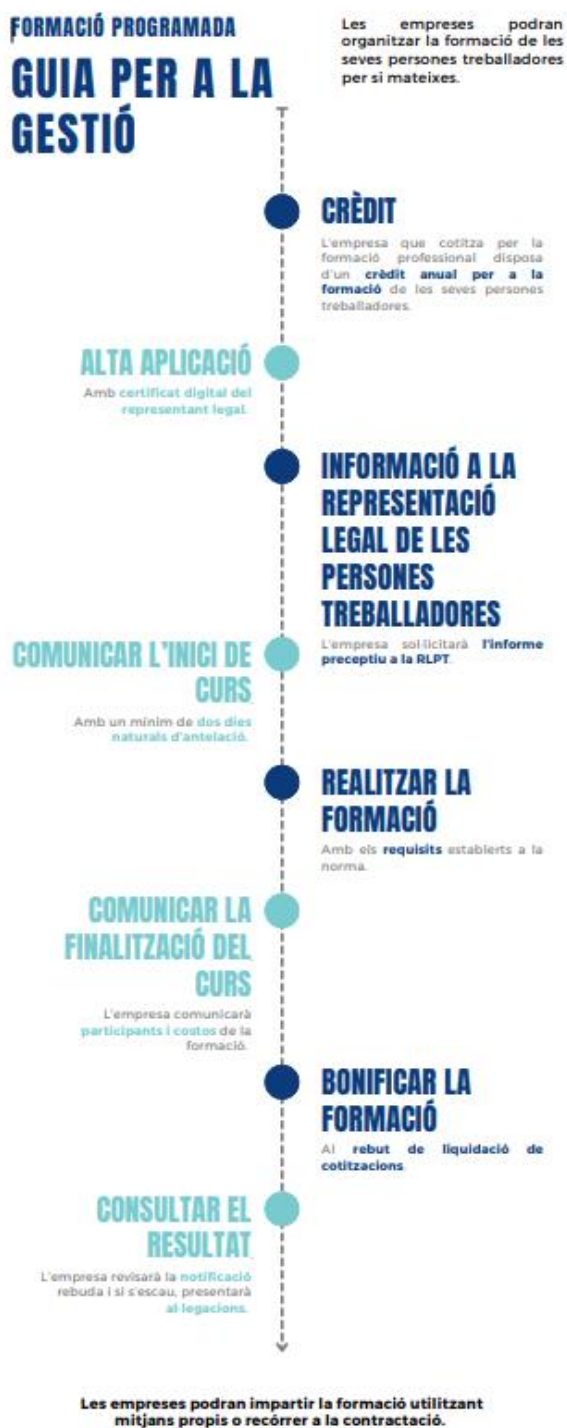 FORMACIÓ PROGRAMADA
GUIA PER A LA
GESTIÓ
Les empreses podran
organitzar la formació de les
seves persones treballadores
per si mateixes.
CRÈDIT
L'empresa que cotitza per la
formació professional disposa
d'un crèdit anual per a la
formació de les seves persones
treballadores.
ALTA APLICACIÓ
Amb certificat digital del
representant legal.
INFORMACIÓ A LA
REPRESENTACIÓ
LEGAL DE LES
PERSONES
TREBALLADORES
L'empresa sol·licitarà l'informe
preceptiu a la RLPT.
COMUNICAR L'INICI DE
CURS
Amb un mínim de dos dies
naturals d'antelació.
REALITZAR LA
FORMACIÓ
Amb els requisits establerts a la
norma.
COMUNICAR LA
FINALITZACIÓ DEL
CURS
L'empresa comunicarà
participants i costos de la
formació.
BONIFICAR LA
FORMACIÓ
Al rebut de liquidació de
cotitzacions.
CONSULTAR EL
RESULTAT
L'empresa revisarà la notificació
rebuda i si s'escau, presentarà
al·legacions.
Les empreses podran impartir la formació utilitzant
mitjans propis o recórrer a la contractació.